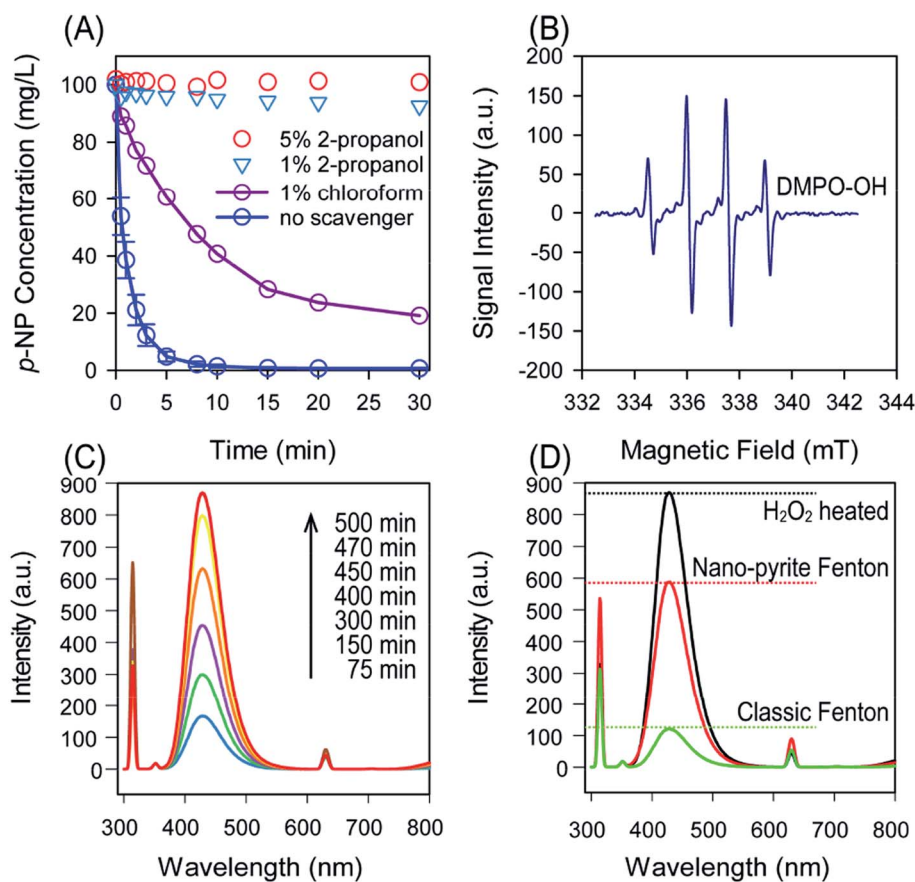 (A)
p-NP Concentration (mg/L)
100
80
60
40
20
0
5% 2-propanol
1% 2-propanol
1% chloroform
no scavenger
0 5 10 15 20 25 30
Time (min)
(B)
Signal Intensity (a.u.)
200
150
100
50
0
-50
-100
-150
-200
DMPO-OH
332 334 336 338 340 342 344
Magnetic Field (mT)
(C)
Intensity (a.u.)
900
800
700
600
500
400
300
200
100
0
500 min
470 min
450 min
400 min
300 min
150 min
75 min
300 400 500 600 700 800
Wavelength (nm)
(D)
Intensity (a.u.)
900
800
700
600
500
400
300
200
100
0
H₂O₂ heated
Nano-pyrite Fenton
Classic Fenton
300 400 500 600 700 800
Wavelength (nm)